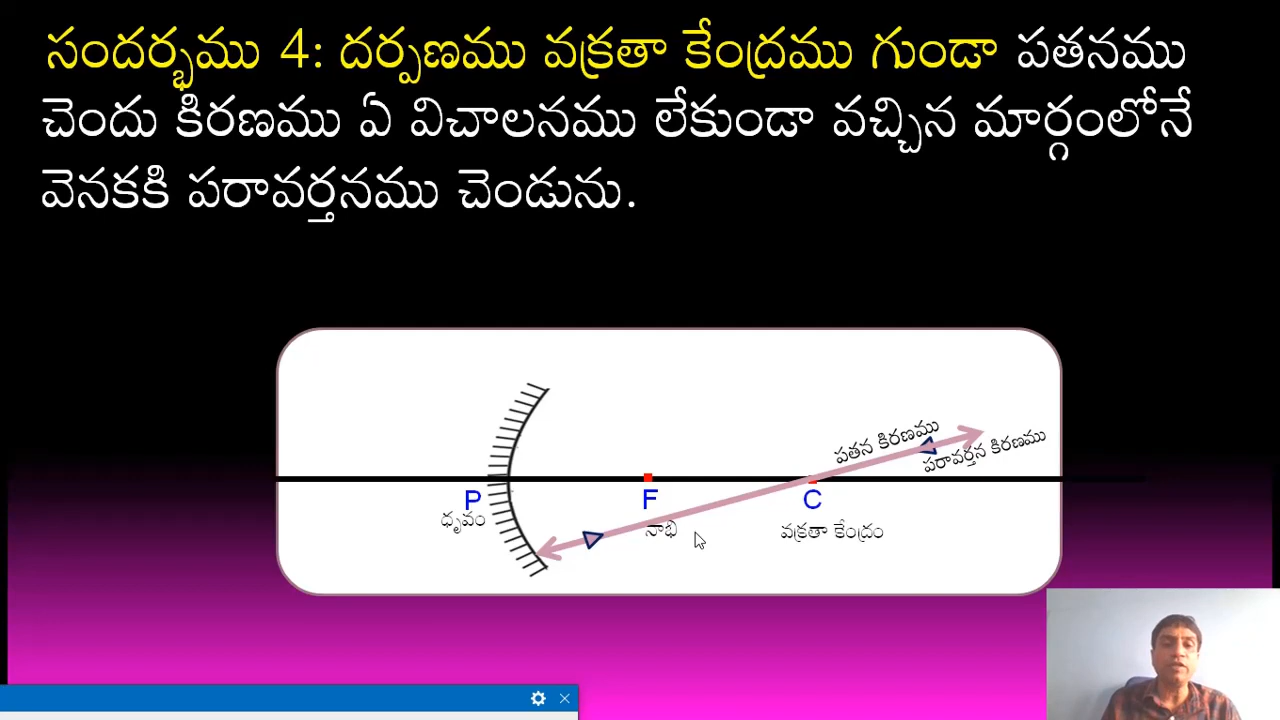 సందర్భము 4: దర్పణము వక్రతా కేంద్రము గుండా పతనము
చెందు కిరణము ఏ విచాలనము లేకుండా వచ్చిన మార్గంలోనే
వెనకకి పరావర్తనము చెండును.
పతన కిరణము
పరావర్తన కిరణము
P
F
C
ధృవం
నాభి
వక్రతా కేంద్రం